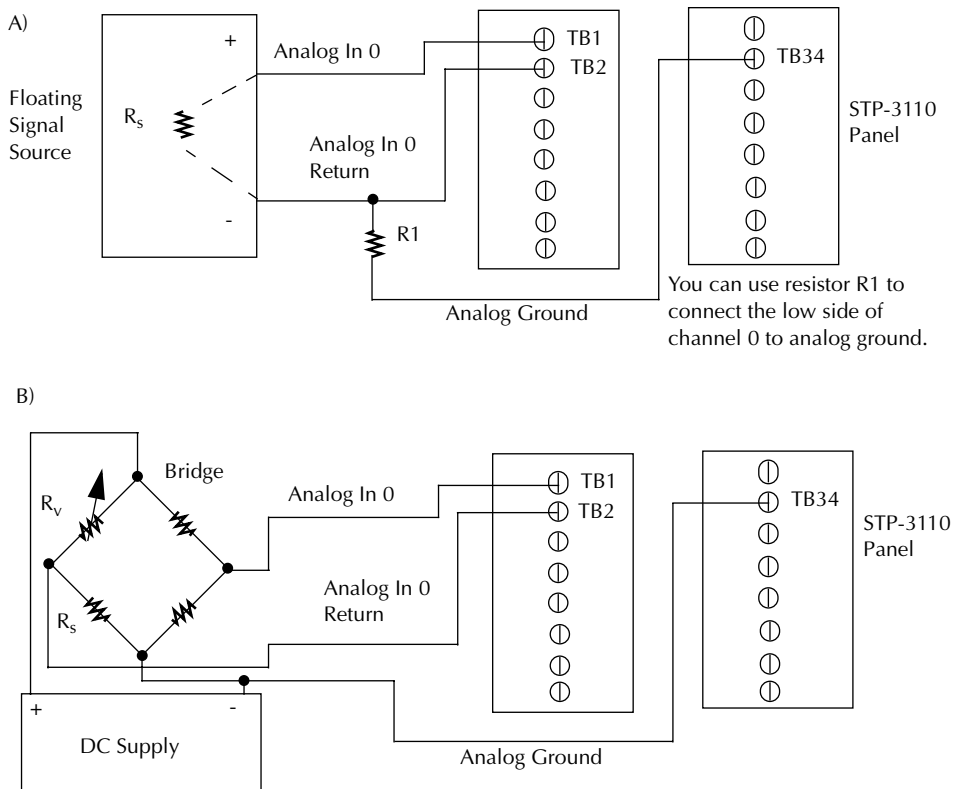 A)
+
Analog In 0
TB1
TB2
TB34
Floating
Signal
Source
Rs
STP-3110
Panel
Analog In 0
Return
-
R1
Analog Ground
You can use resistor R1 to
connect the low side of
channel 0 to analog ground.
B)
Bridge
Rv
Analog In 0
TB1
TB2
TB34
STP-3110
Panel
Analog In 0
Return
Rs
+
-
DC Supply
Analog Ground